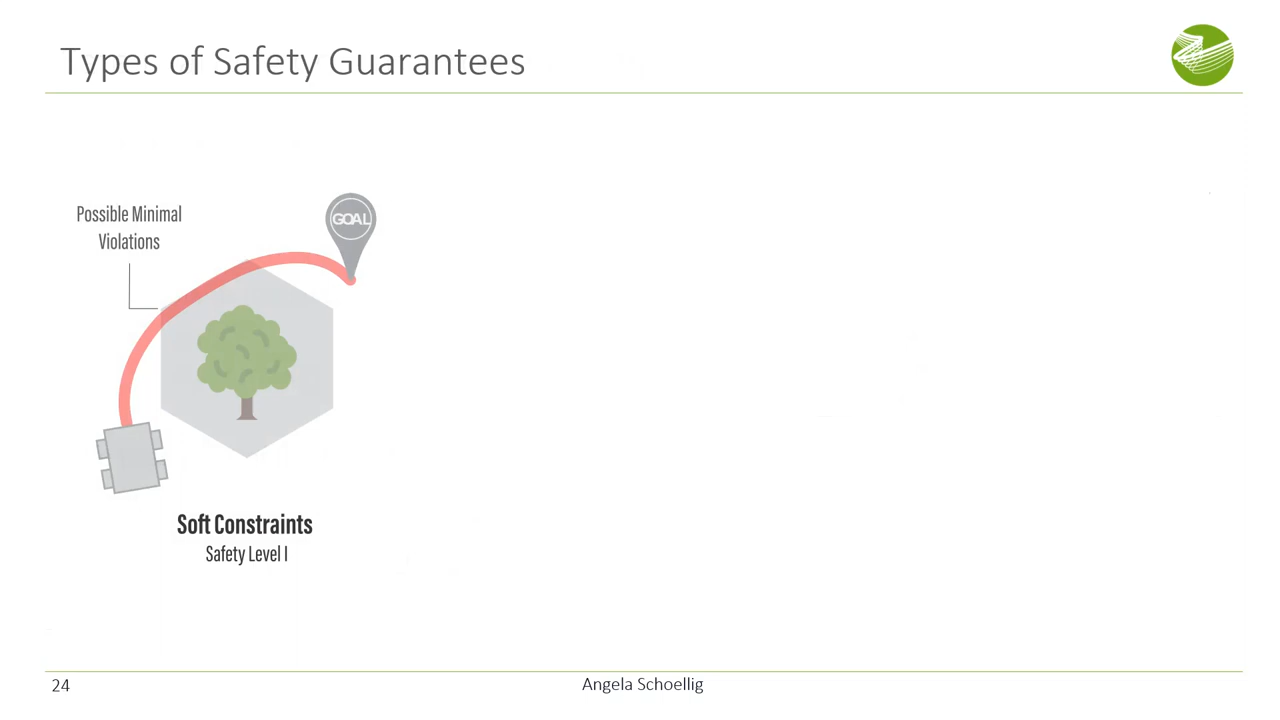 Types of Safety Guarantees
Possible Minimal
Violations
GOAL
Soft Constraints
Safety Level I
24
Angela Schoellig